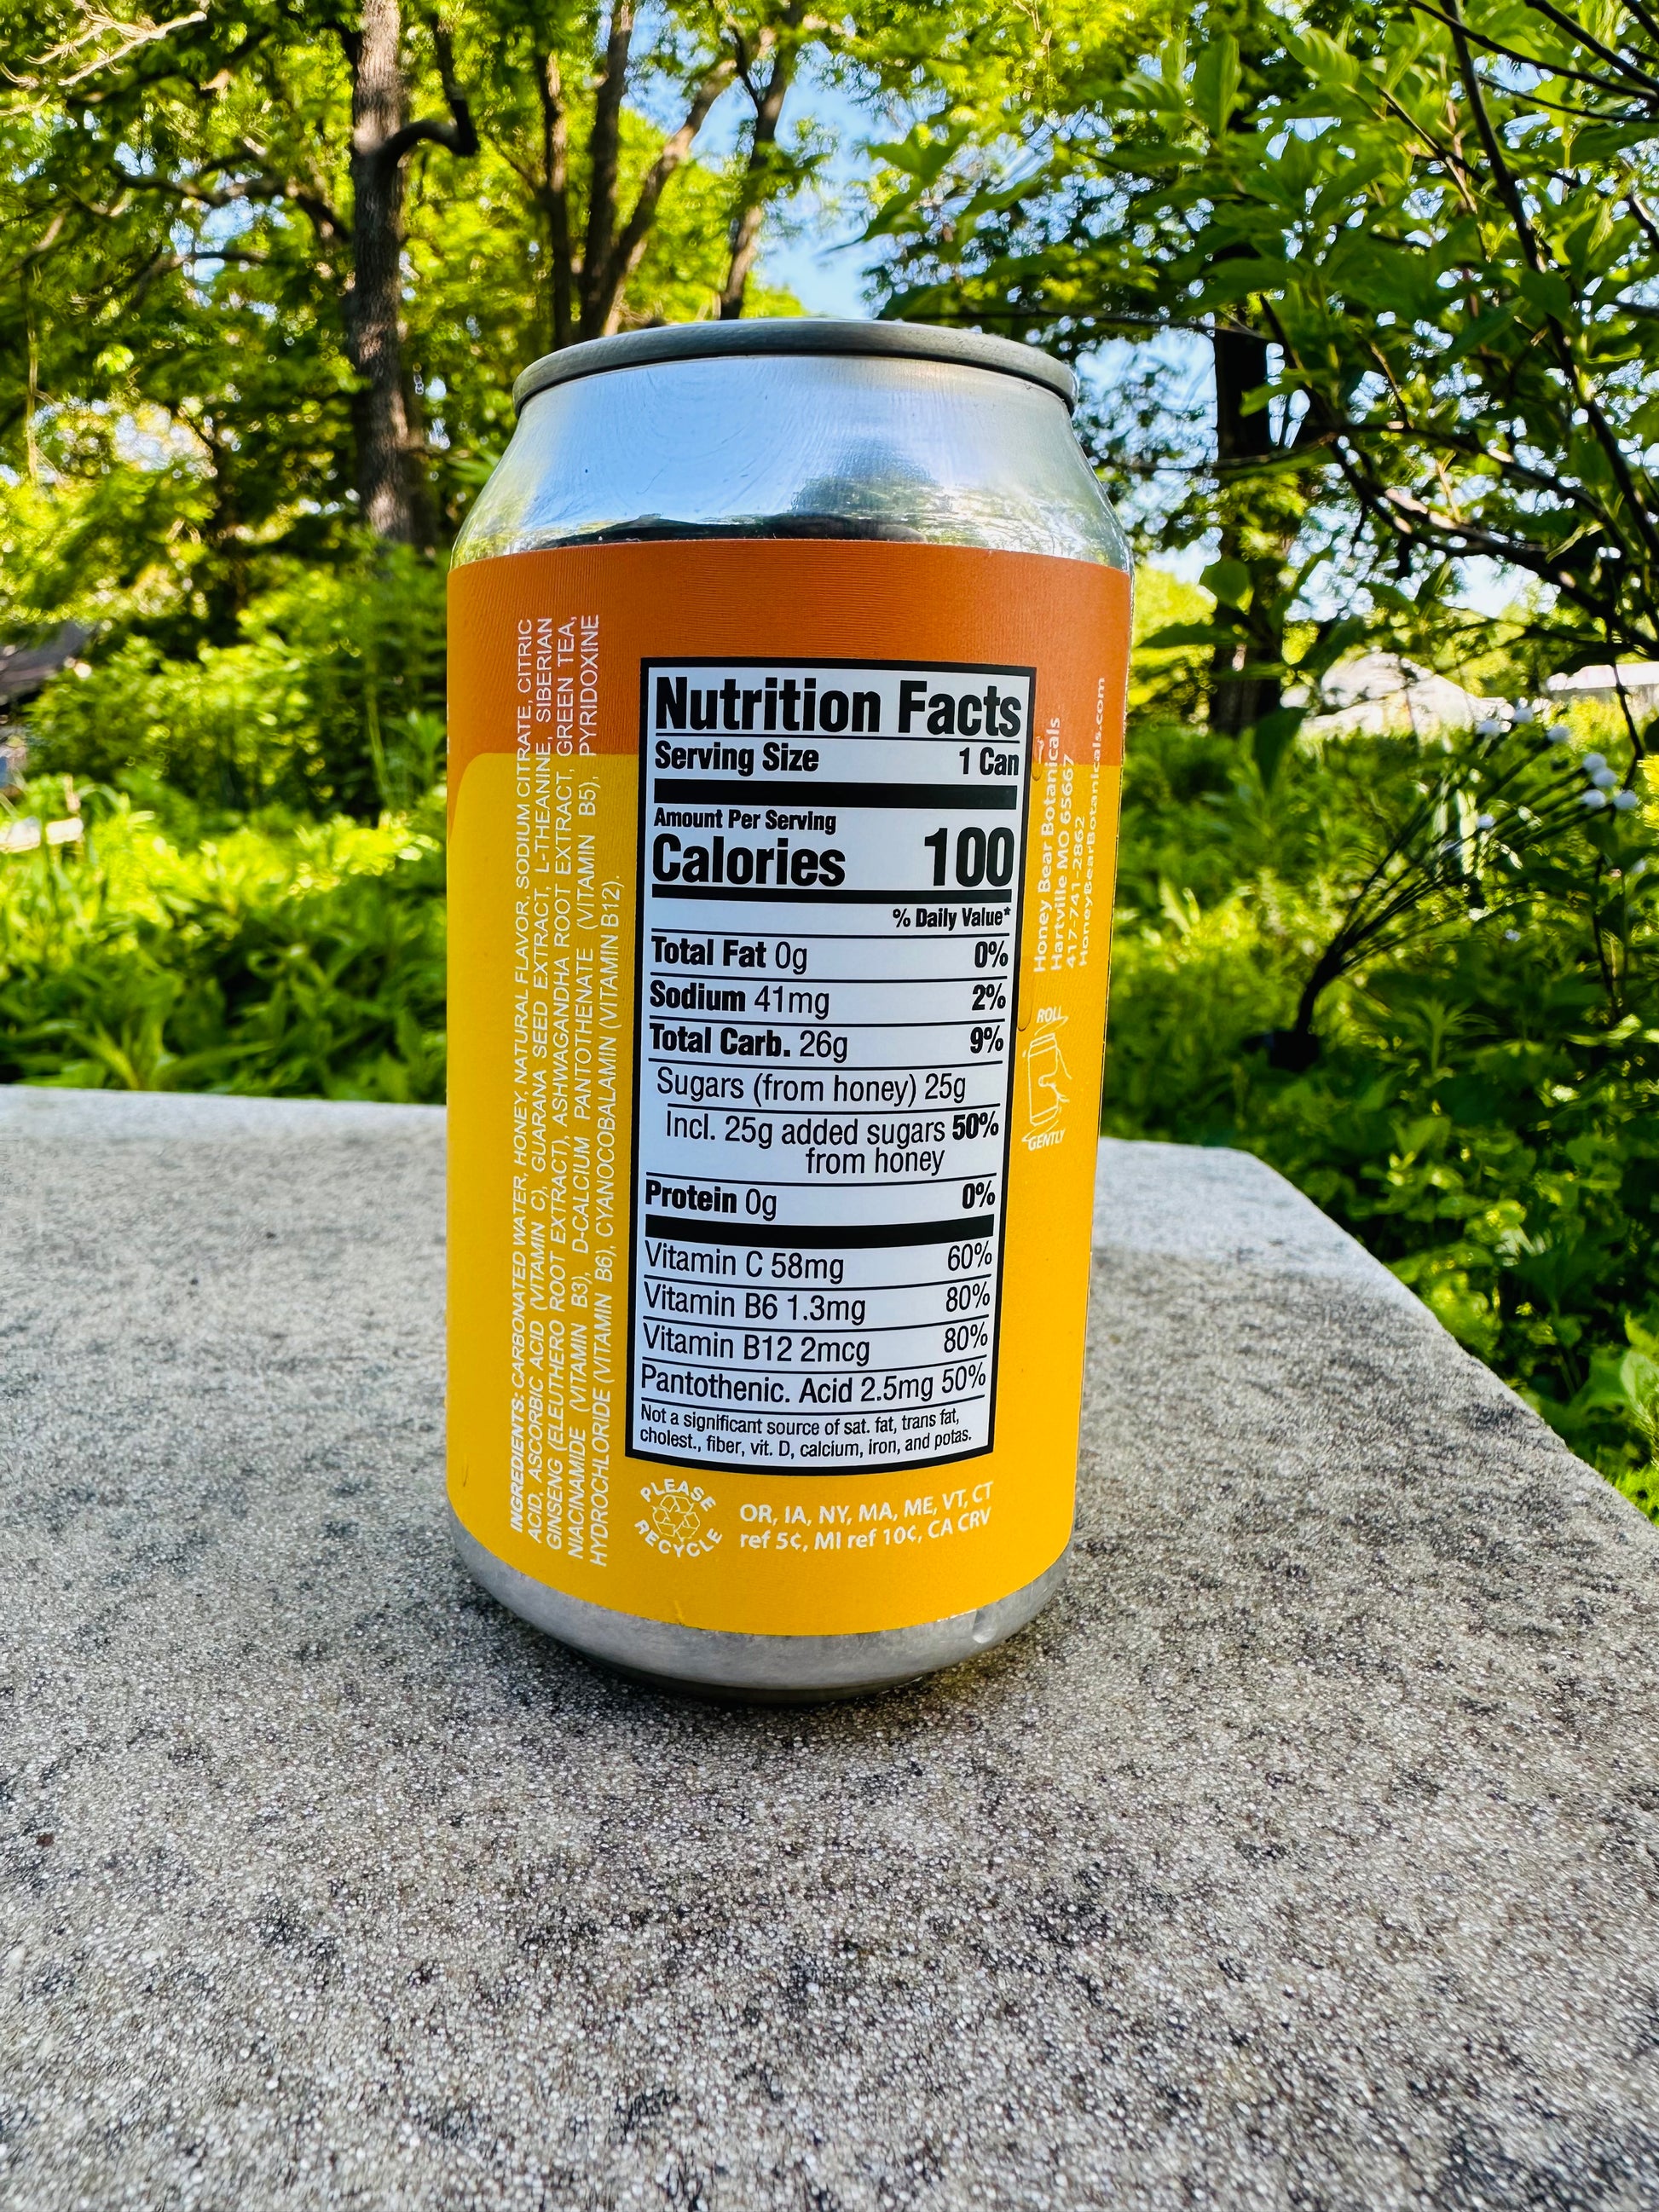 INGREDIENTS: CARBONATED WATER, HONEY, NATURAL FLAVOR, SODIUM CITRATE, CITRIC
ACID, ASCORBIC ACID (VITAMIN C), GUARANA SEED EXTRACT, L-THEANINE, SIBERIAN
GINSENG (ELEUTHERO ROOT EXTRACT), ASHWAGANDHA ROOT EXTRACT, GREEN TEA,
NIACINAMIDE (VITAMIN B3), D-CALCIUM PANTOTHENATE (VITAMIN B5), PYRIDOXINE
HYDROCHLORIDE (VITAMIN B6), CYANOCOBALAMIN (VITAMIN B12).
Nutrition Facts
Serving Size 1 Can
Amount Per Serving
Calories 100
% Daily Value*
Total Fat 0g 0%
Sodium 41mg 2%
Total Carb. 26g 9%
Sugars (from honey) 25g
Incl. 25g added sugars 50%
from honey
Protein 0g 0%
Vitamin C 58mg 60%
Vitamin B6 1.3mg 80%
Vitamin B12 2mcg 80%
Pantothenic. Acid 2.5mg 50%
Not a significant source of sat. fat, trans fat,
cholest., fiber, vit. D, calcium, iron, and potas.
PLEASE
RECYCLE
OR, IA, NY, MA, ME, VT, CT
ref 5¢, MI ref 10¢, CA CRV
Honey Bear Botanicals
Hartville MO 65667
417-741-2862
HoneyBearBotanicals.com
ROLL
GENTLY